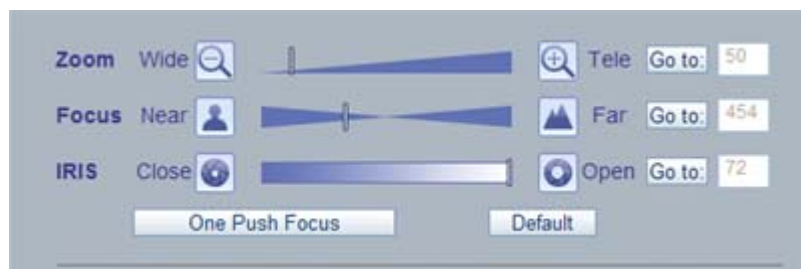 Zoom Wide Tele Go to: 50
Focus Near Far Go to: 454
IRIS Close Open Go to: 72
One Push Focus Default